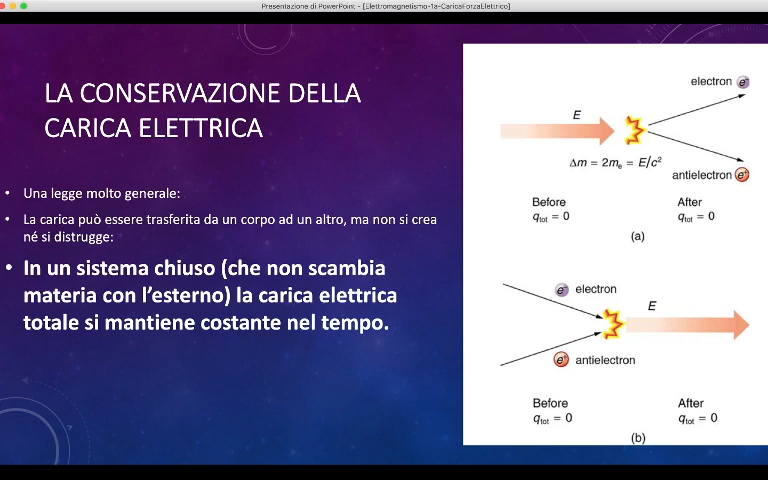 Presentazione di PowerPoint - [Elettromagnetismo-1a-CaricaForzaElettrico]
LA CONSERVAZIONE DELLA
CARICA ELETTRICA
• Una legge molto generale:
• La carica può essere trasferita da un corpo ad un altro, ma non si crea
né si distrugge:
• In un sistema chiuso (che non scambia
materia con l'esterno) la carica elettrica
totale si mantiene costante nel tempo.
electron e⁻
E
Δm = 2mₑ = E/c²
antielectron e⁺
Before
q_tot = 0
After
q_tot = 0
(a)
e⁻ electron
E
e⁺ antielectron
Before
q_tot = 0
After
q_tot = 0
(b)